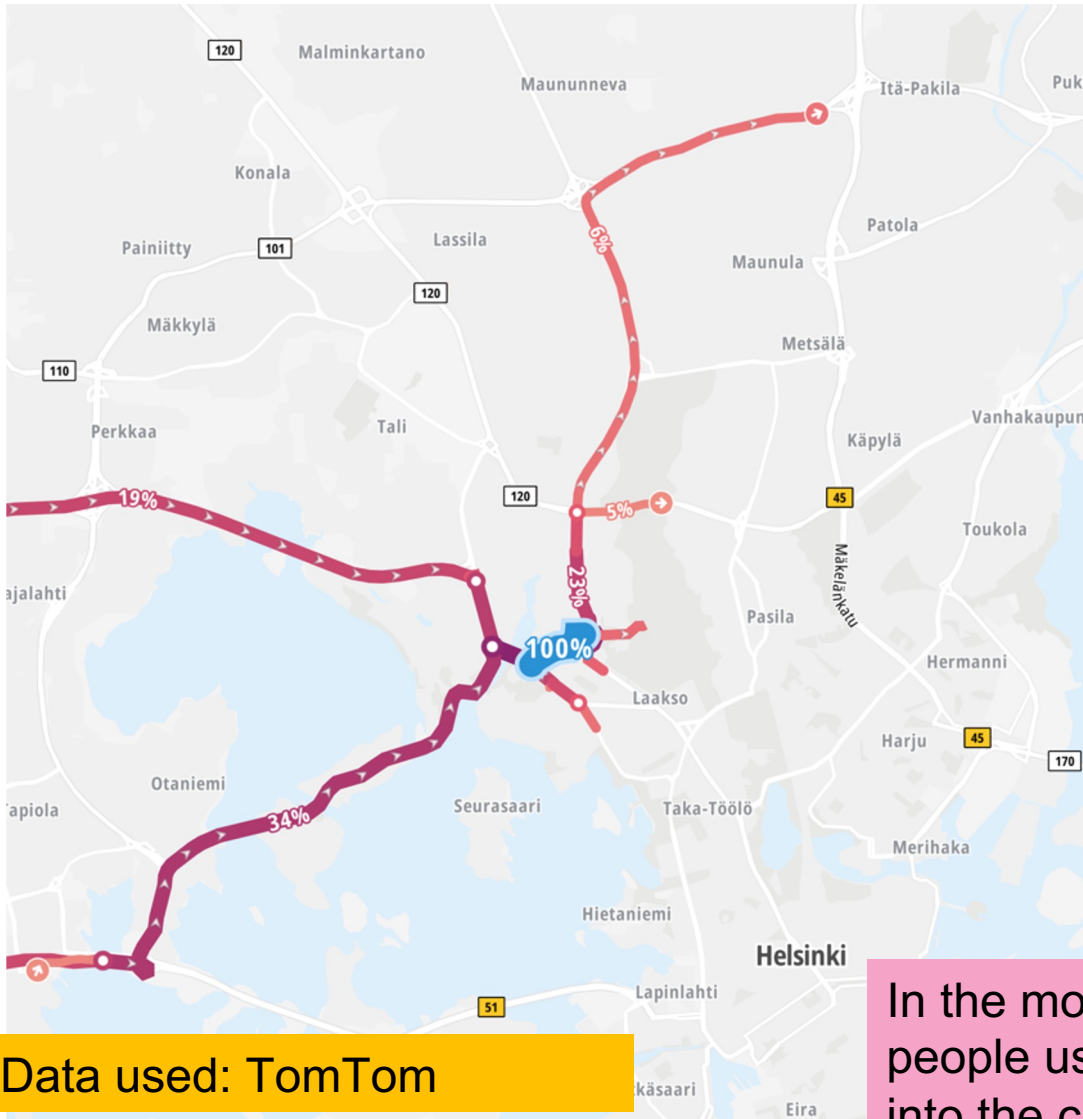 120
Malminkartano
Maununneva
Itä-Pakila
Puk
Konala
Painiitty
101
Lassila
Patola
Maunula
120
Mäkkylä
6%
Metsälä
110
Perkkaa
Tali
Vanhakaupun
Käpylä
19%
120
5%
45
Toukola
ajalahti
23%
Mäkelänkatu
Pasila
100%
Hermanni
Laakso
Harju
45
170
Otaniemi
apiola
Seurasaari
Taka-Töölö
34%
Merihaka
Hietaniemi
Helsinki
Lapinlahti
51
In the mo
people us
into the c
Data used: TomTom
käsaari
Eira